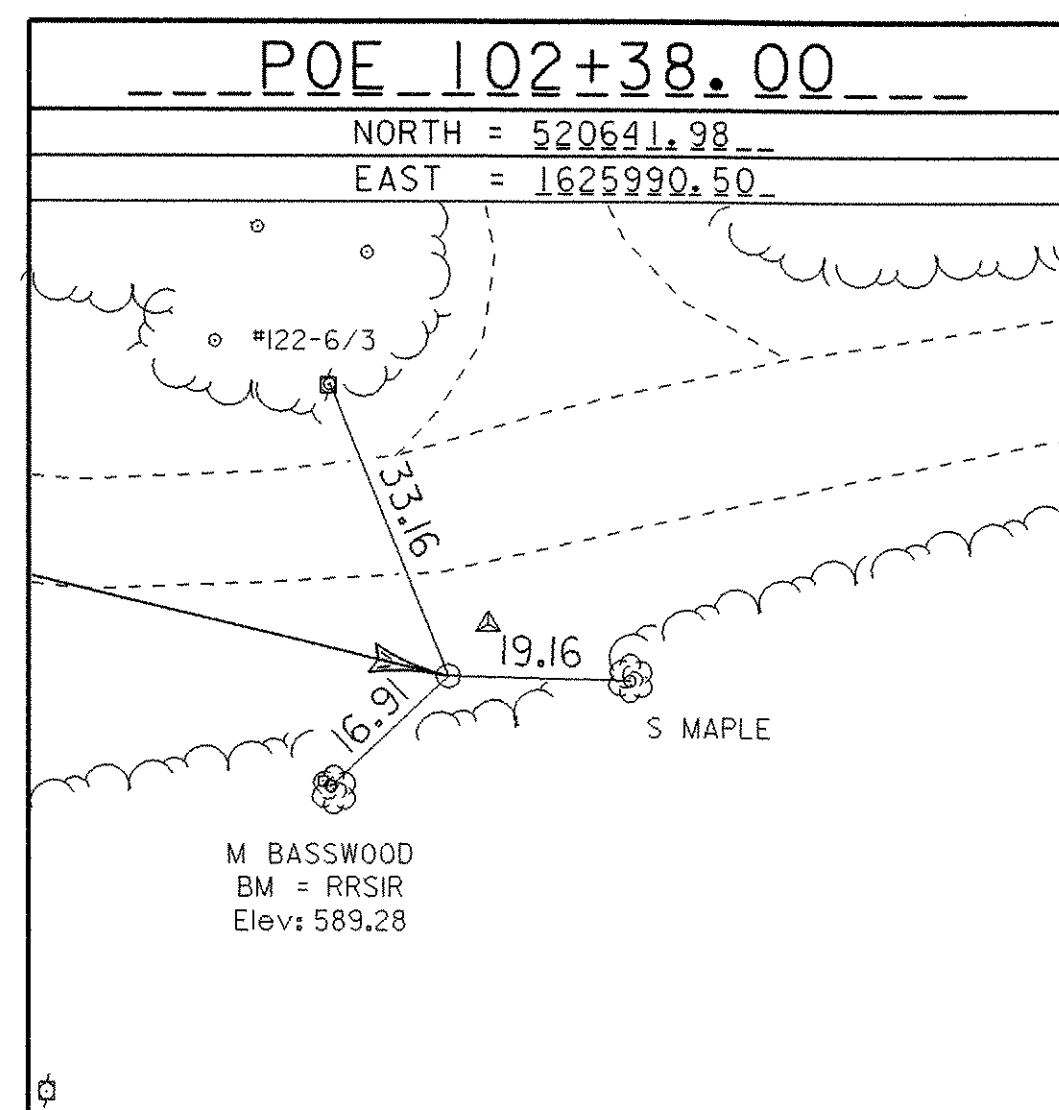 POE 102+38.00
NORTH = 520641.98
EAST = 1625990.50
#122-6/3
33.16
19.16
16.91
S MAPLE
M BASSWOOD
BM = RRSIR
Elev: 589.28